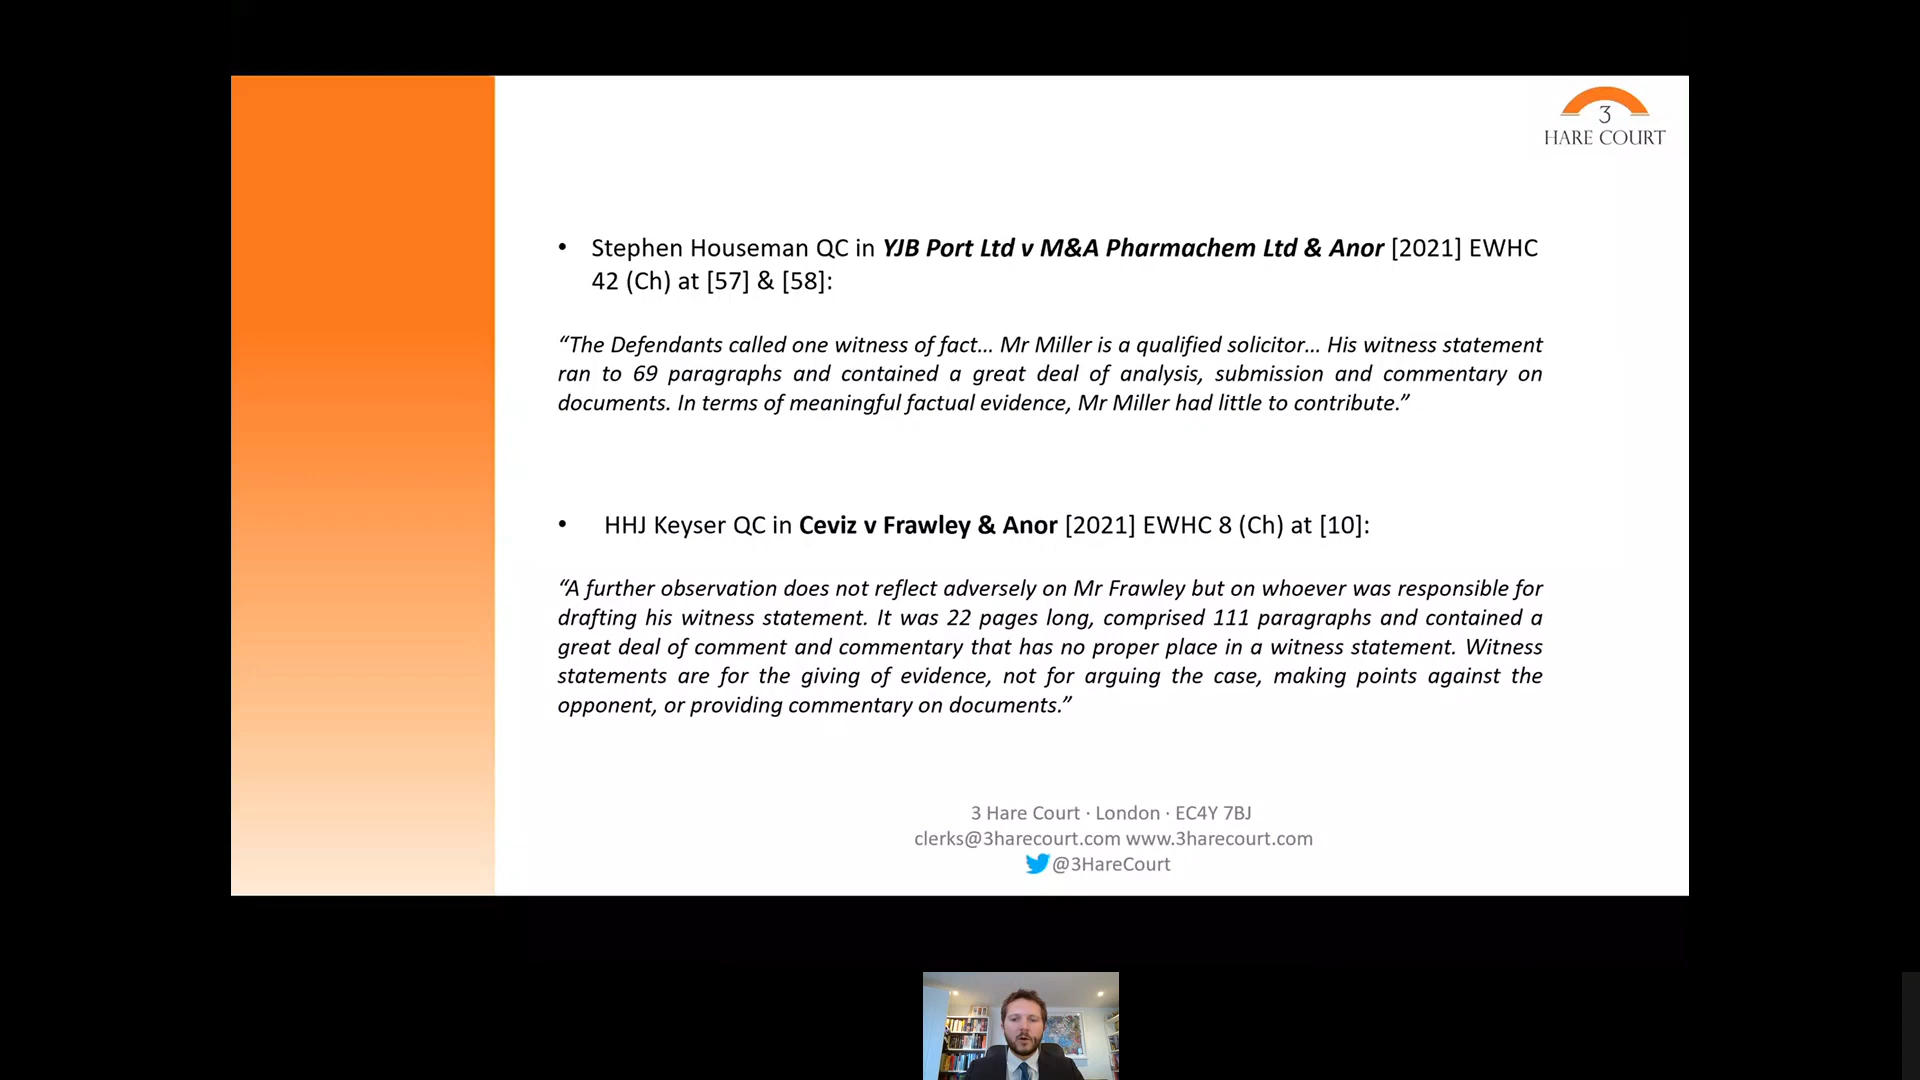 3
HARE COURT
• Stephen Houseman QC in YJB Port Ltd v M&A Pharmachem Ltd & Anor [2021] EWHC
42 (Ch) at [57] & [58]:
“The Defendants called one witness of fact… Mr Miller is a qualified solicitor… His witness statement
ran to 69 paragraphs and contained a great deal of analysis, submission and commentary on
documents. In terms of meaningful factual evidence, Mr Miller had little to contribute.”
• HHJ Keyser QC in Ceviz v Frawley & Anor [2021] EWHC 8 (Ch) at [10]:
“A further observation does not reflect adversely on Mr Frawley but on whoever was responsible for
drafting his witness statement. It was 22 pages long, comprised 111 paragraphs and contained a
great deal of comment and commentary that has no proper place in a witness statement. Witness
statements are for the giving of evidence, not for arguing the case, making points against the
opponent, or providing commentary on documents.”
3 Hare Court · London · EC4Y 7BJ
clerks@3harecourt.com www.3harecourt.com
@3HareCourt